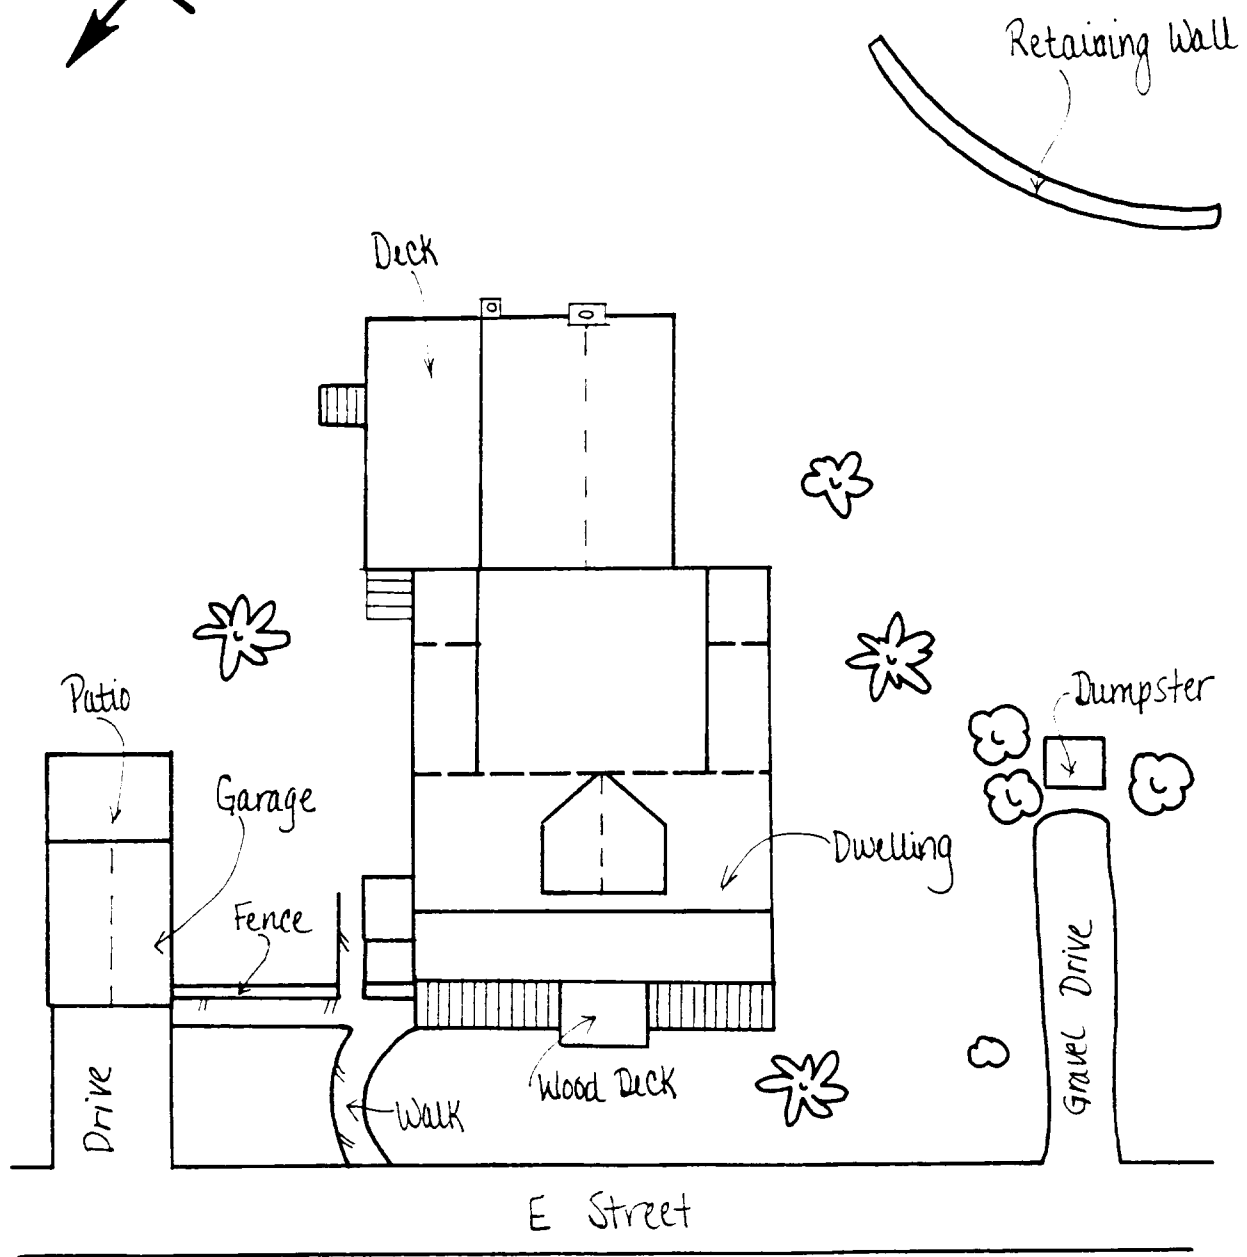 Retaining Wall
Deck
Patio
Dumpster
Garage
Dwelling
Fence
Gravel Drive
Drive
Wood Deck
Walk
E Street